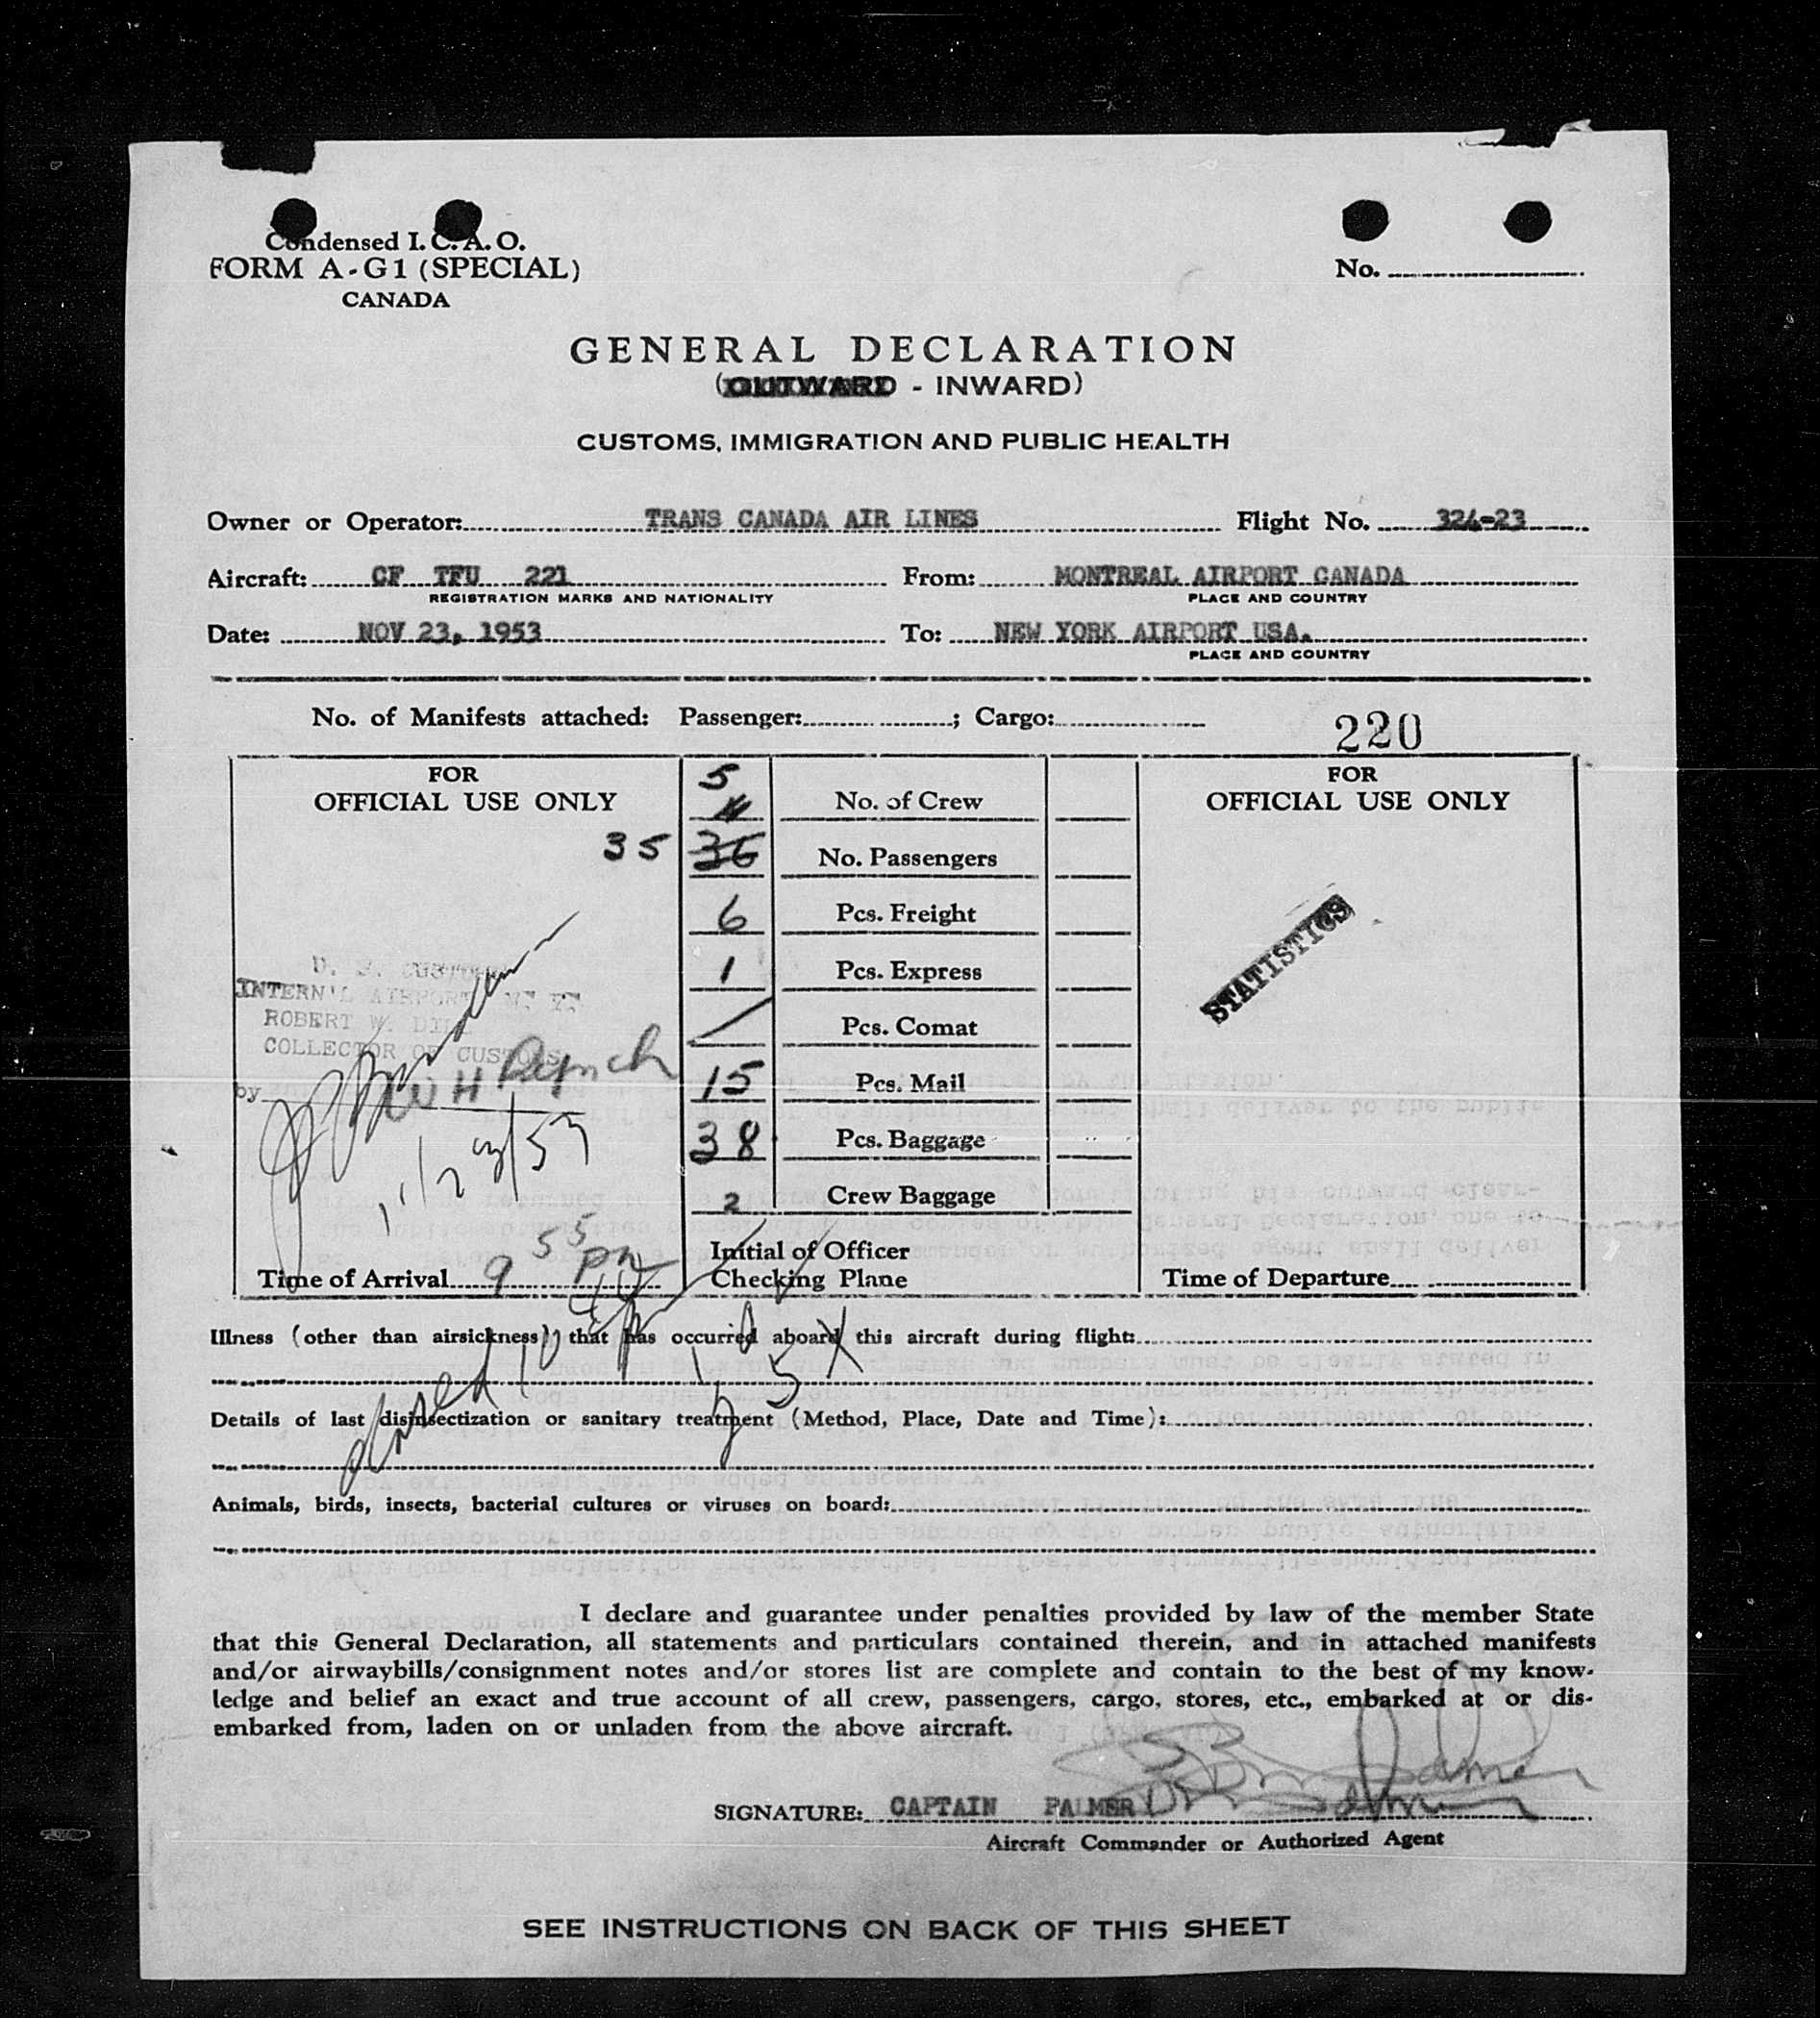 Condensed I. C. A. O.
FORM A-G1 (SPECIAL)
CANADA
No.
GENERAL DECLARATION
(OUTWARD - INWARD)
CUSTOMS, IMMIGRATION AND PUBLIC HEALTH
Owner or Operator: TRANS CANADA AIR LINES Flight No. 324-23
Aircraft: CF TFU 221 From: MONTREAL AIRPORT CANADA
REGISTRATION MARKS AND NATIONALITY PLACE AND COUNTRY
Date: NOV 23, 1953 To: NEW YORK AIRPORT USA.
PLACE AND COUNTRY
No. of Manifests attached: Passenger: ; Cargo:
220
FOR
OFFICIAL USE ONLY
5
No. of Crew
FOR
OFFICIAL USE ONLY
35 36 No. Passengers
6 Pcs. Freight
1 Pcs. Express
Pcs. Comat
15 Pcs. Mail
38 Pcs. Baggage
2 Crew Baggage
STATISTICS
U. S. CUSTOMS
INTERN'L AIRPORT, N. Y.
ROBERT W. DILL
COLLECTOR OF CUSTOMS
by W H Lynch
11/23/53
Time of Arrival 9 55 pm
Initial of Officer
Checking Plane
Time of Departure
Illness (other than airsickness) that has occurred aboard this aircraft during flight:
Details of last disinsectization or sanitary treatment (Method, Place, Date and Time):
Animals, birds, insects, bacterial cultures or viruses on board:
I declare and guarantee under penalties provided by law of the member State
that this General Declaration, all statements and particulars contained therein, and in attached manifests
and/or airwaybills/consignment notes and/or stores list are complete and contain to the best of my know-
ledge and belief an exact and true account of all crew, passengers, cargo, stores, etc., embarked at or dis-
embarked from, laden on or unladen from the above aircraft.
SIGNATURE: CAPTAIN PALMER
Aircraft Commander or Authorized Agent
SEE INSTRUCTIONS ON BACK OF THIS SHEET